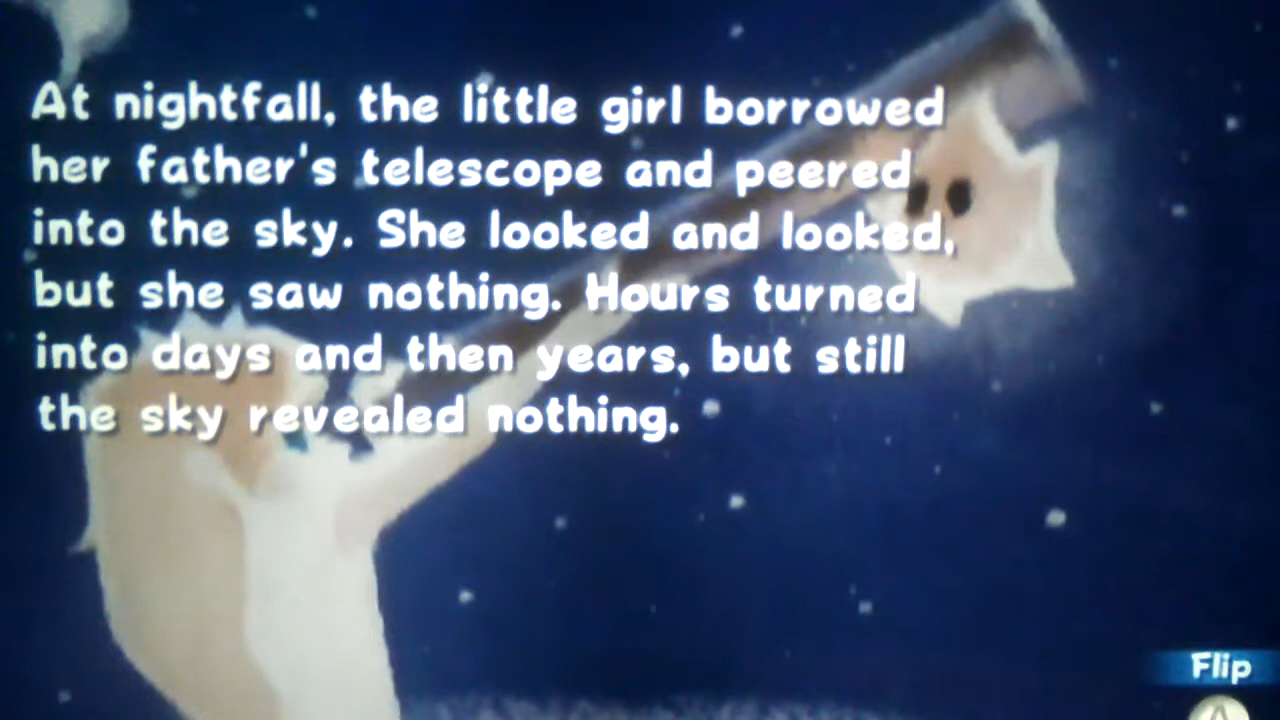 At nightfall, the little girl borrowed
her father's telescope and peered
into the sky. She looked and looked,
but she saw nothing. Hours turned
into days and then years, but still
the sky revealed nothing.
Flip
A